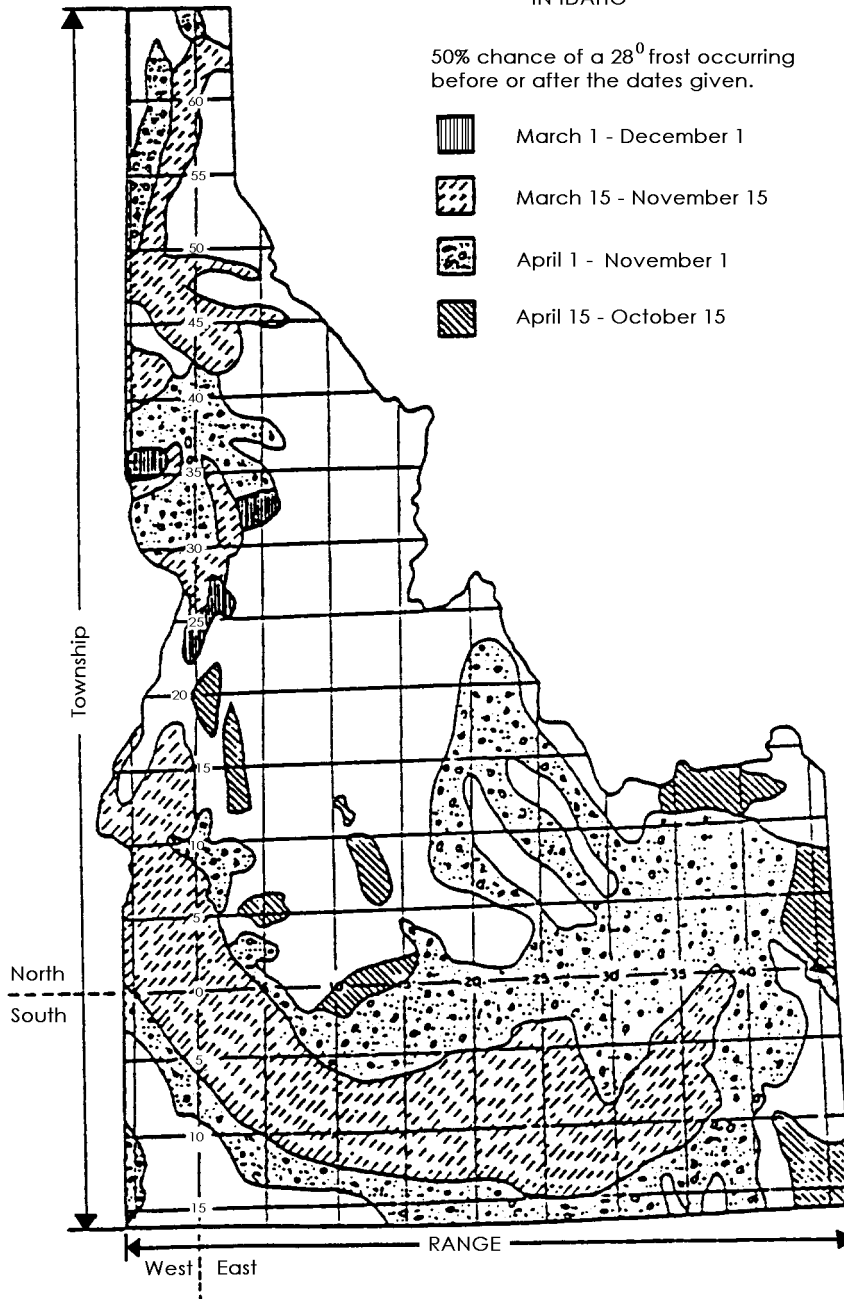 IN IDAHO
50% chance of a 28⁰ frost occurring
before or after the dates given.
March 1 - December 1
March 15 - November 15
April 1 - November 1
April 15 - October 15
60
55
50
45
40
35
30
25
20
15
10
5
0
20
25
30
35
40
5
10
15
Township
North
South
RANGE
West
East